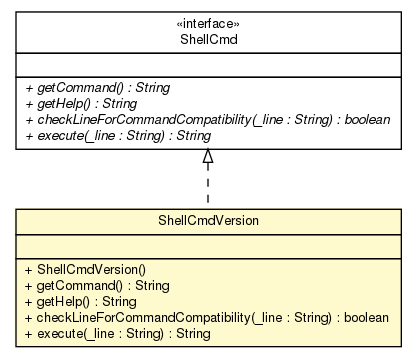 «interface»
ShellCmd
+ getCommand() : String
+ getHelp() : String
+ checkLineForCommandCompatibility(_line : String) : boolean
+ execute(_line : String) : String
ShellCmdVersion
+ ShellCmdVersion()
+ getCommand() : String
+ getHelp() : String
+ checkLineForCommandCompatibility(_line : String) : boolean
+ execute(_line : String) : String